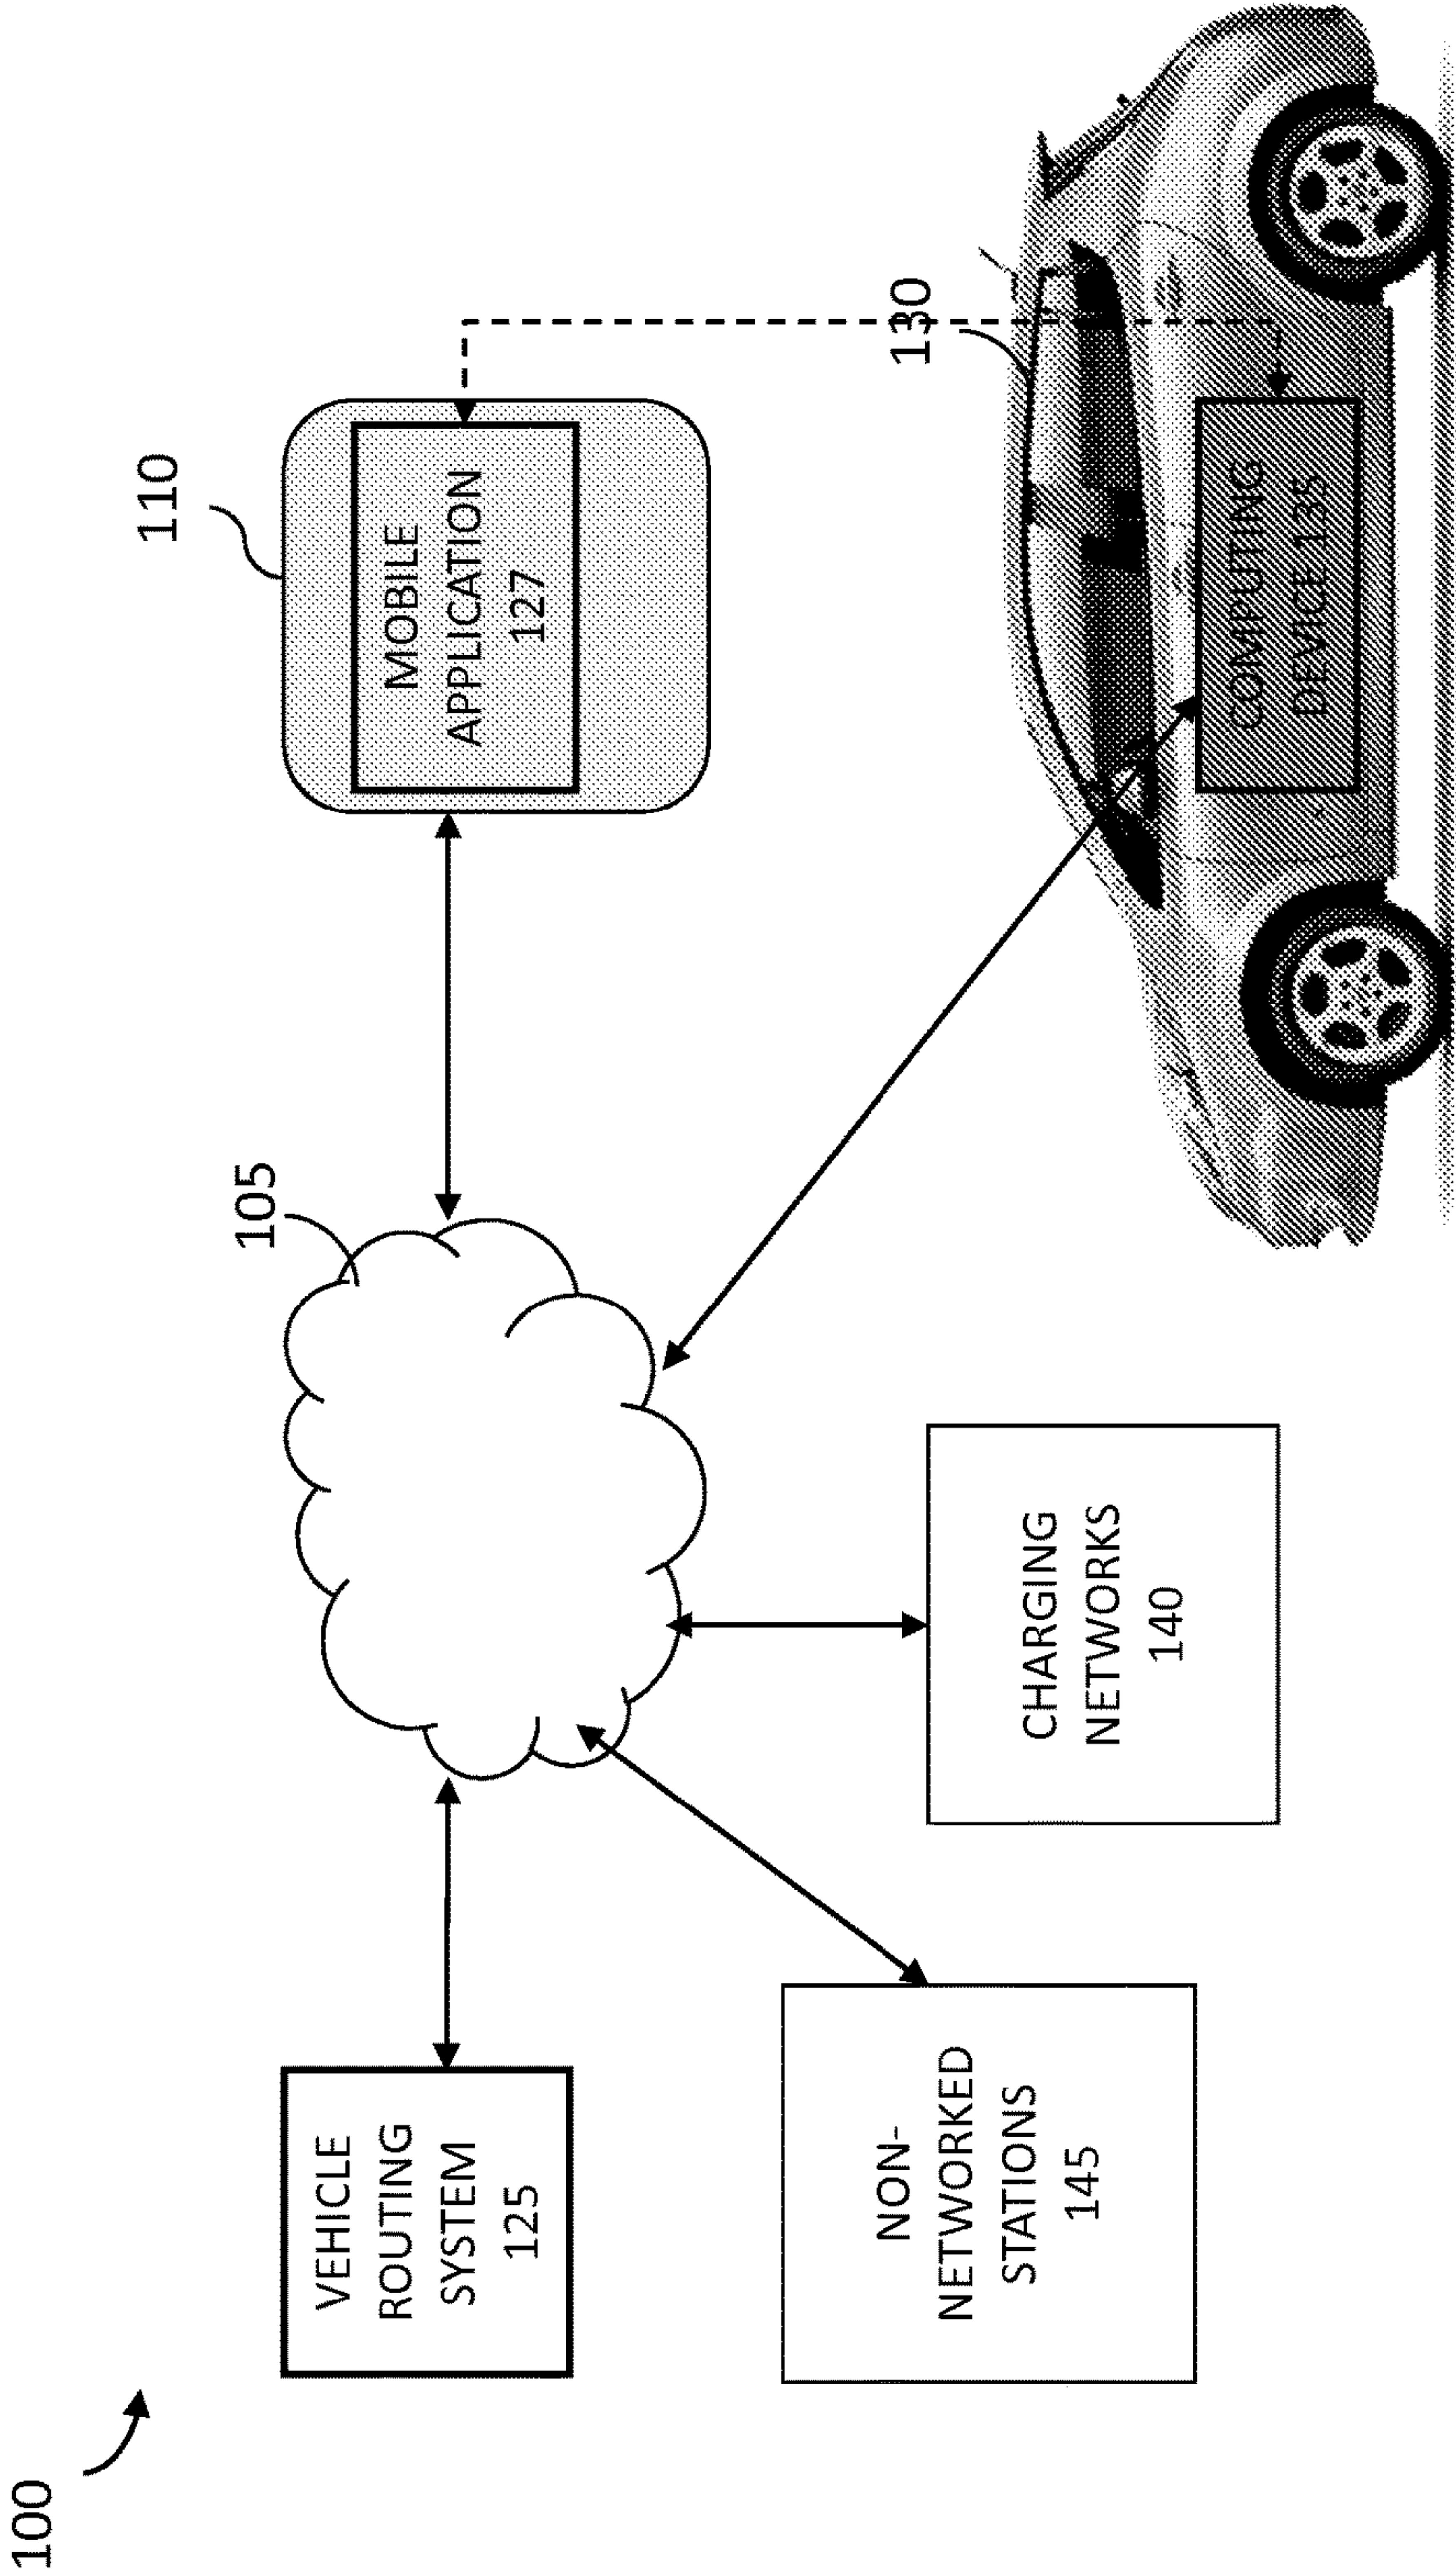 100
VEHICLE
ROUTING
SYSTEM
125
105
110
MOBILE
APPLICATION
127
NON-
NETWORKED
STATIONS
145
CHARGING
NETWORKS
140
130
COMPUTING
DEVICE 135